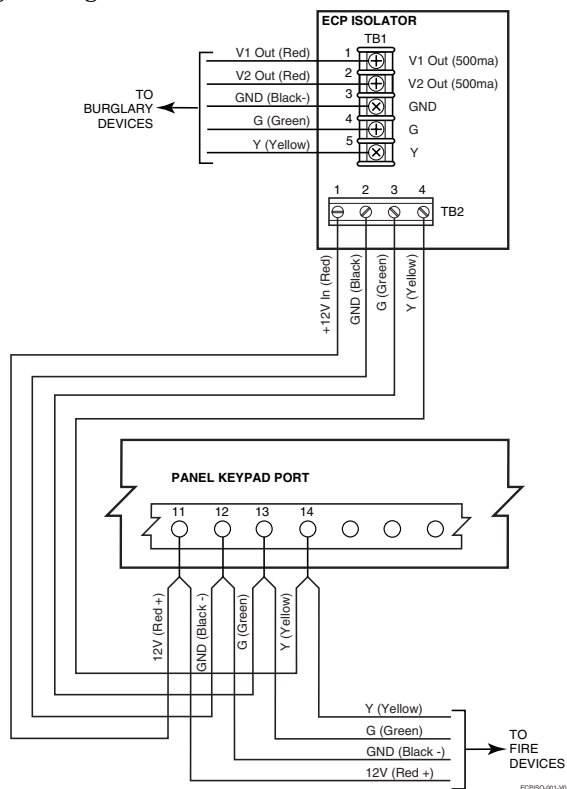 ECP ISOLATOR
TB1
V1 Out (Red) 1 V1 Out (500ma)
V2 Out (Red) 2 V2 Out (500ma)
GND (Black-) 3 GND
G (Green) 4 G
Y (Yellow) 5 Y
TO
BURGLARY
DEVICES
1 2 3 4
TB2
+12V In (Red)
GND (Black)
G (Green)
Y (Yellow)
PANEL KEYPAD PORT
11 12 13 14
12V (Red +)
GND (Black -)
G (Green)
Y (Yellow)
Y (Yellow)
G (Green)
GND (Black -)
12V (Red +)
TO
FIRE
DEVICES
ECPISO-001-V0